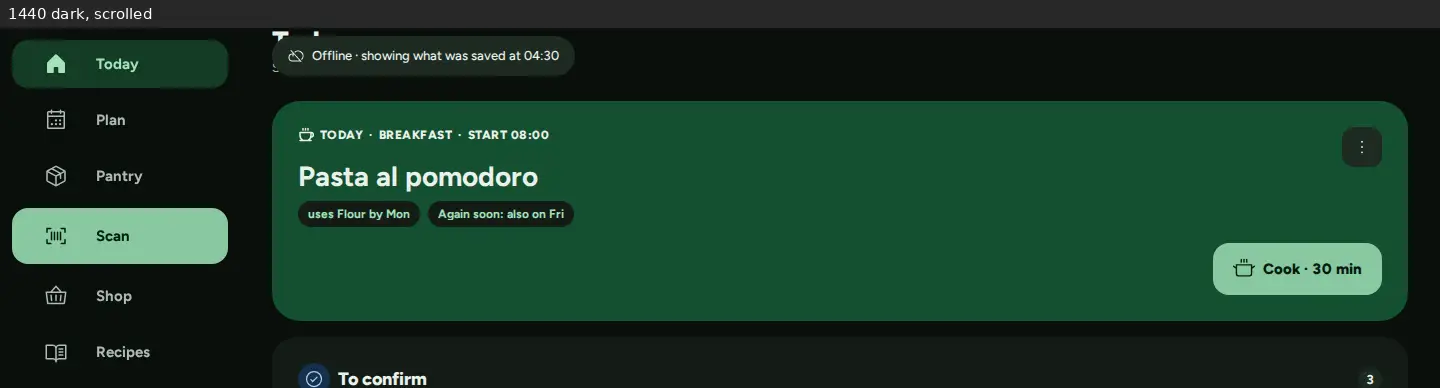 1440 dark, scrolled
Today
Plan
Pantry
Scan
Shop
Recipes
Offline · showing what was saved at 04:30
TODAY · BREAKFAST · START 08:00
Pasta al pomodoro
uses Flour by Mon
Again soon: also on Fri
Cook · 30 min
To confirm
3